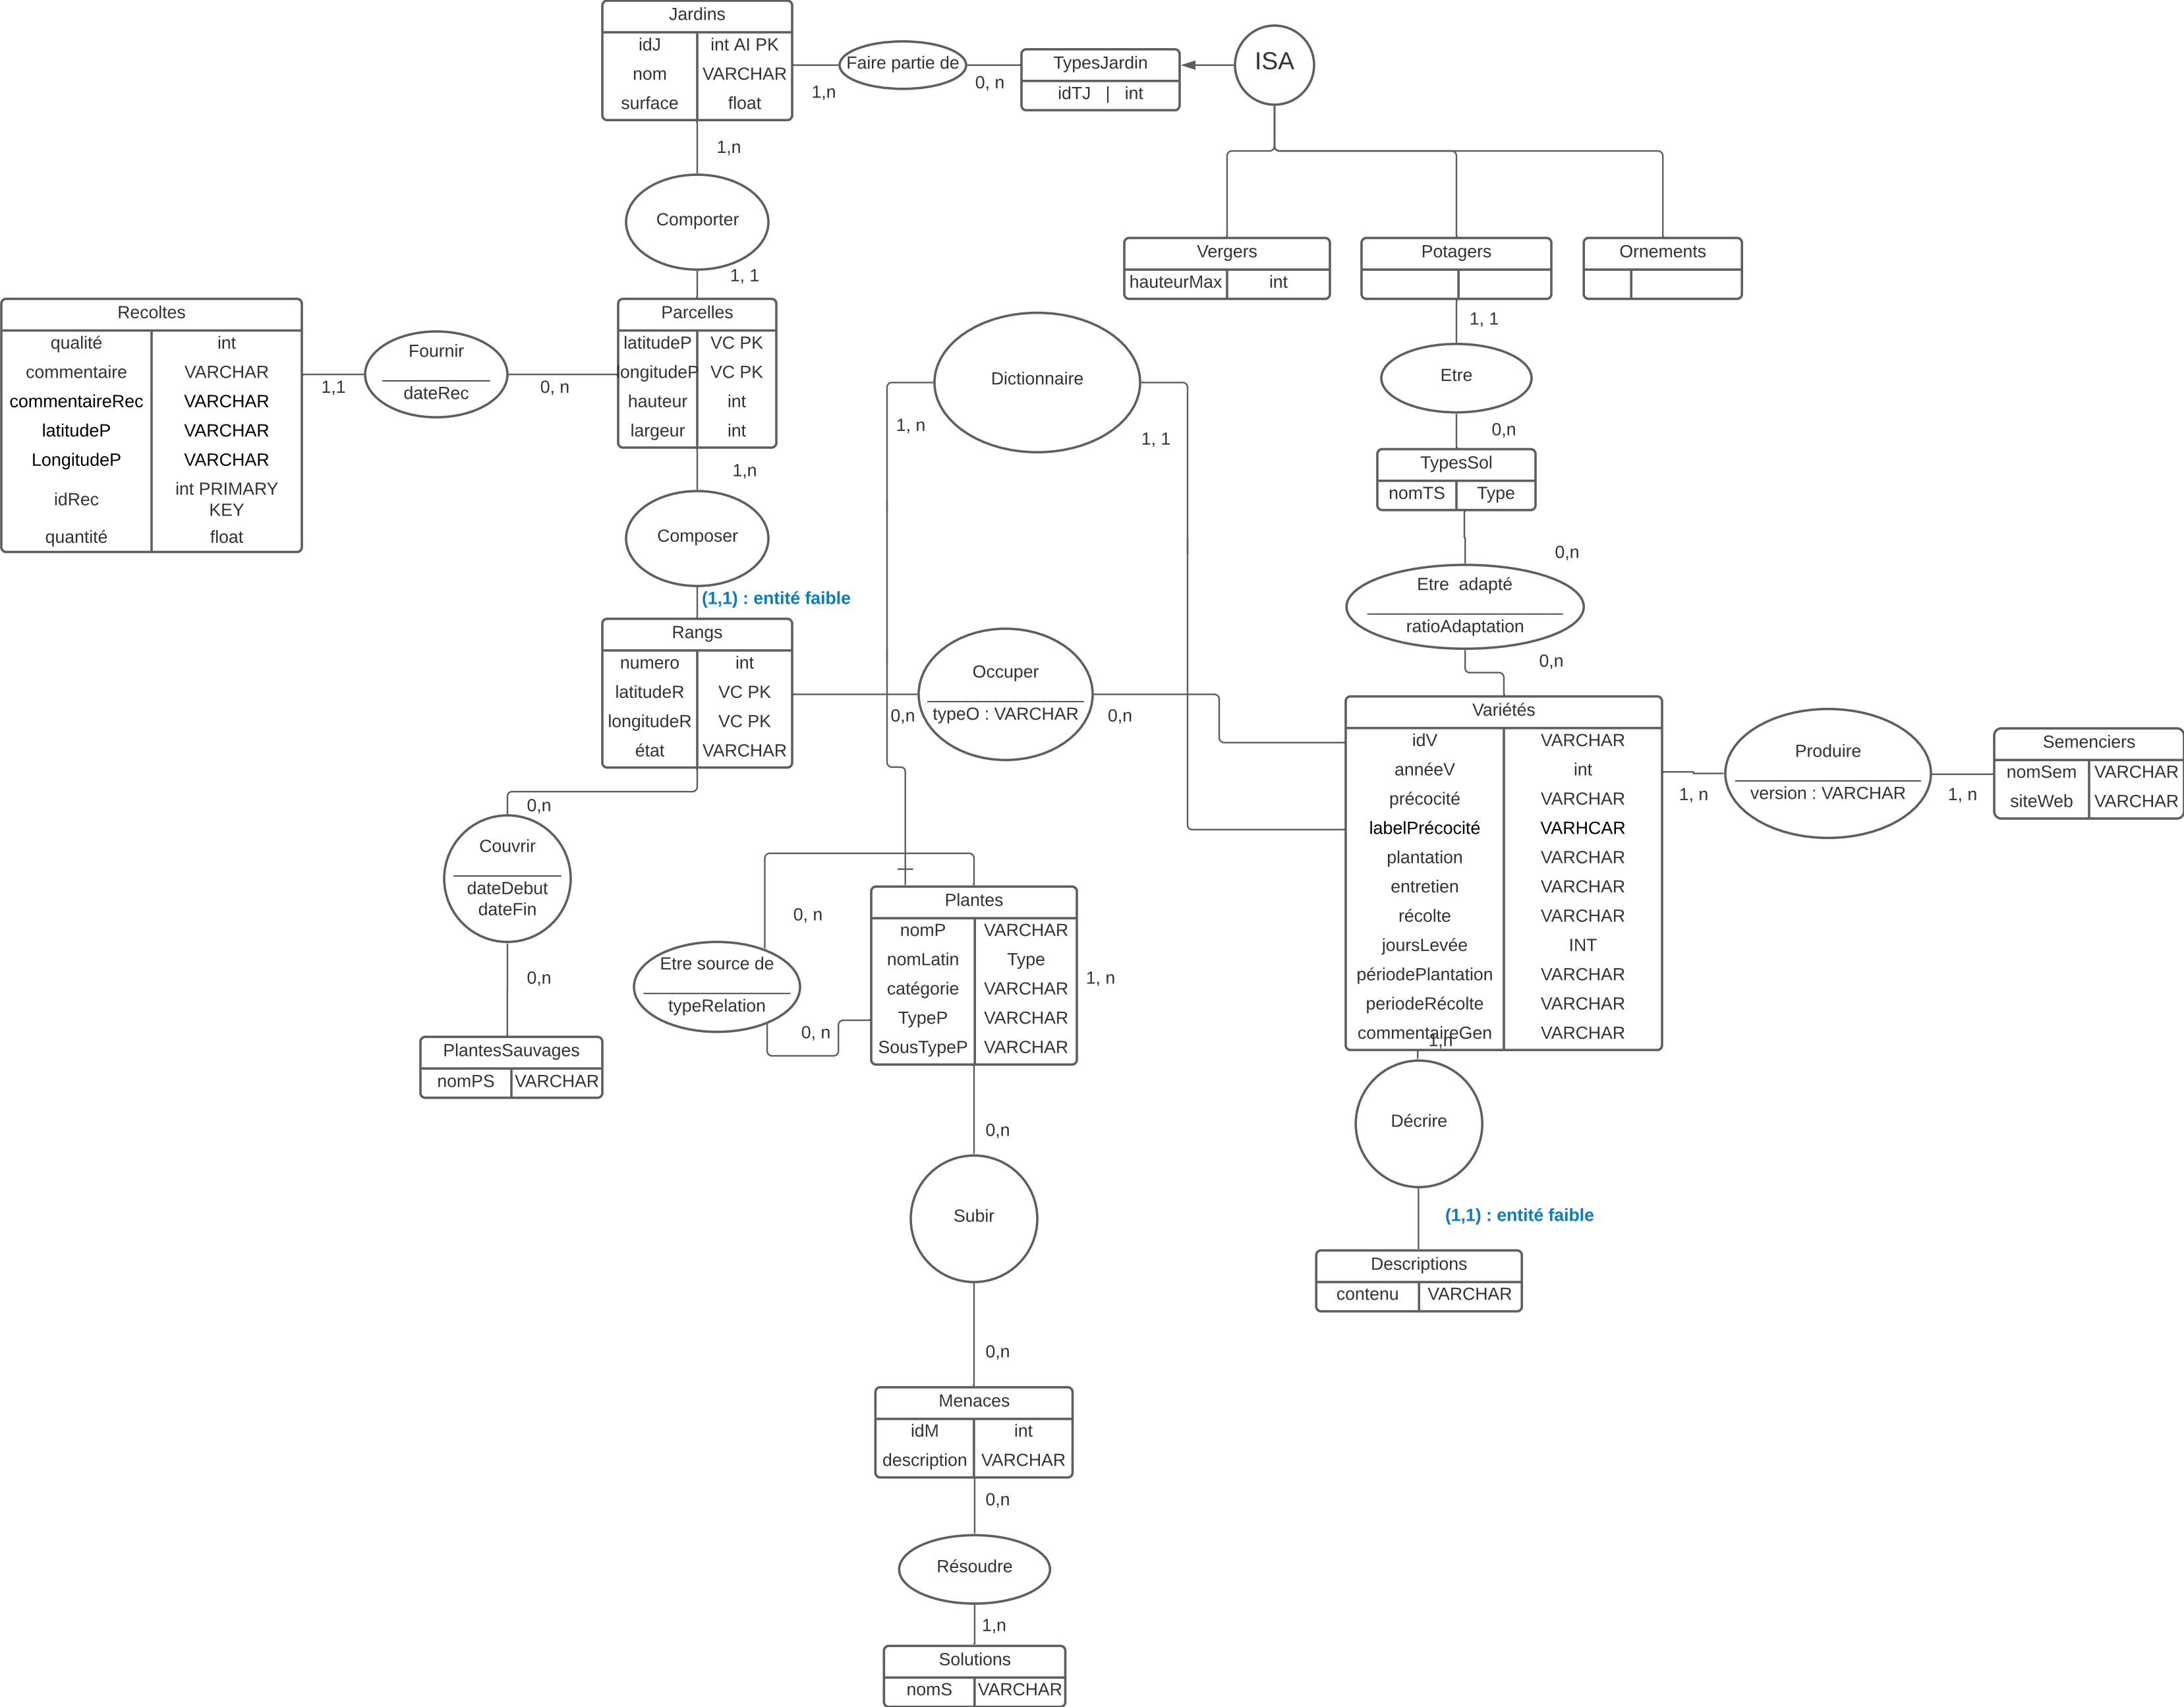 Jardins
idJ int AI PK
nom VARCHAR
surface float
1,n
Faire partie de
0, n
TypesJardin
idTJ | int
ISA
1,n
Comporter
1, 1
Vergers
hauteurMax int
Potagers
Ornements
Recoltes
qualité int
commentaire VARCHAR
commentaireRec VARCHAR
latitudeP VARCHAR
LongitudeP VARCHAR
idRec int PRIMARY
KEY
quantité float
1,1
Fournir
dateRec
0, n
Parcelles
latitudeP VC PK
ongitudeP VC PK
hauteur int
largeur int
1,n
Dictionnaire
1, n
1, 1
1, 1
Etre
0,n
TypesSol
nomTS Type
0,n
Etre adapté
ratioAdaptation
0,n
Composer
(1,1) : entité faible
Rangs
numero int
latitudeR VC PK
longitudeR VC PK
état VARCHAR
0,n
Occuper
typeO : VARCHAR
0,n
Variétés
idV VARCHAR
annéeV int
précocité VARCHAR
labelPrécocité VARHCAR
plantation VARCHAR
entretien VARCHAR
récolte VARCHAR
joursLevée INT
périodePlantation VARCHAR
periodeRécolte VARCHAR
commentaireGen VARCHAR
1, n
Produire
version : VARCHAR
1, n
Semenciers
nomSem VARCHAR
siteWeb VARCHAR
0,n
Couvrir
dateDebut
dateFin
0,n
PlantesSauvages
nomPS VARCHAR
0, n
Etre source de
typeRelation
0, n
Plantes
nomP VARCHAR
nomLatin Type
catégorie VARCHAR
TypeP VARCHAR
SousTypeP VARCHAR
1, n
1,n
Décrire
(1,1) : entité faible
Descriptions
contenu VARCHAR
0,n
Subir
0,n
Menaces
idM int
description VARCHAR
0,n
Résoudre
1,n
Solutions
nomS VARCHAR